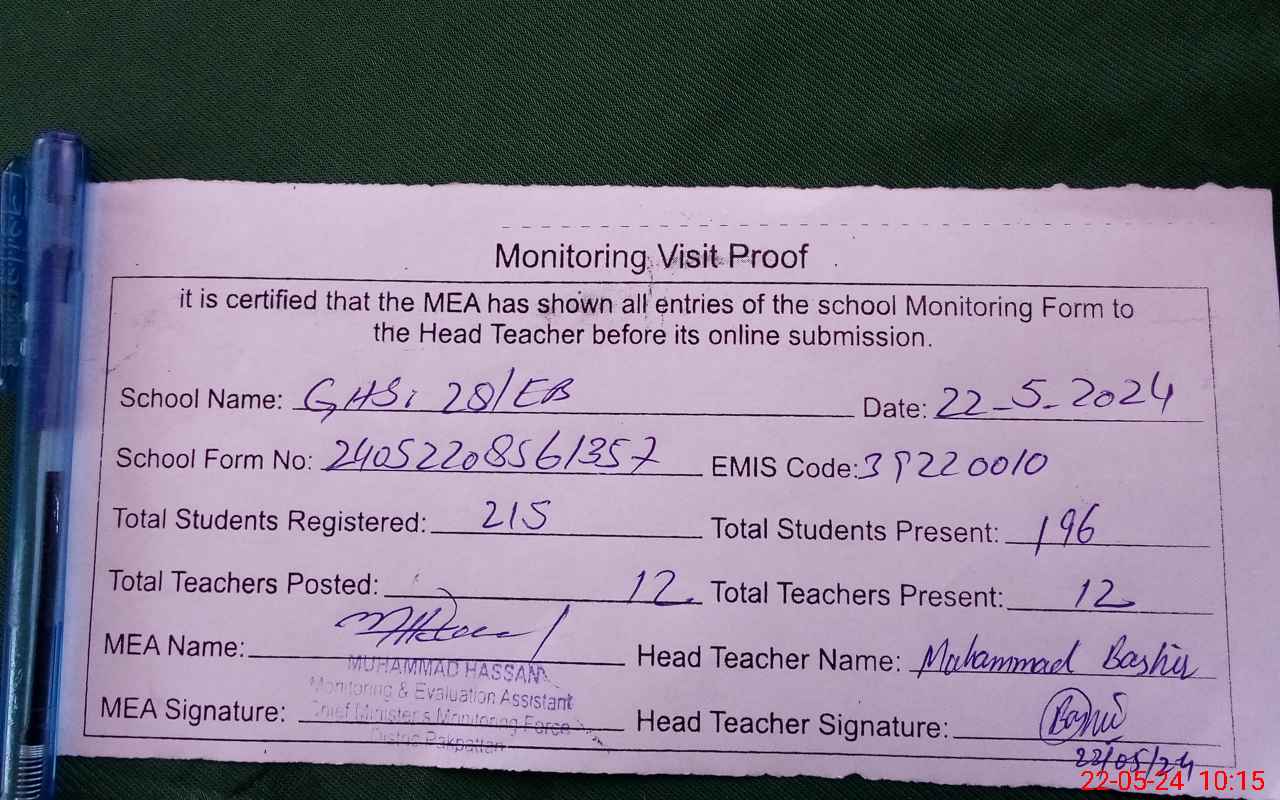 Monitoring Visit Proof
it is certified that the MEA has shown all entries of the school Monitoring Form to
the Head Teacher before its online submission.
School Name: GHS: 28/EB Date: 22-5-2024
School Form No: 24052208561357 EMIS Code: 39220010
Total Students Registered: 215 Total Students Present: 196
Total Teachers Posted: 12 Total Teachers Present: 12
MEA Name: Head Teacher Name: Muhammad Bashir
MUHAMMAD HASSAN
Monitoring & Evaluation Assistant
MEA Signature: Head Teacher Signature: Bashir
Chief Minister's Monitoring Force
District Pakpattan
22/05/24
22-05-24 10:15